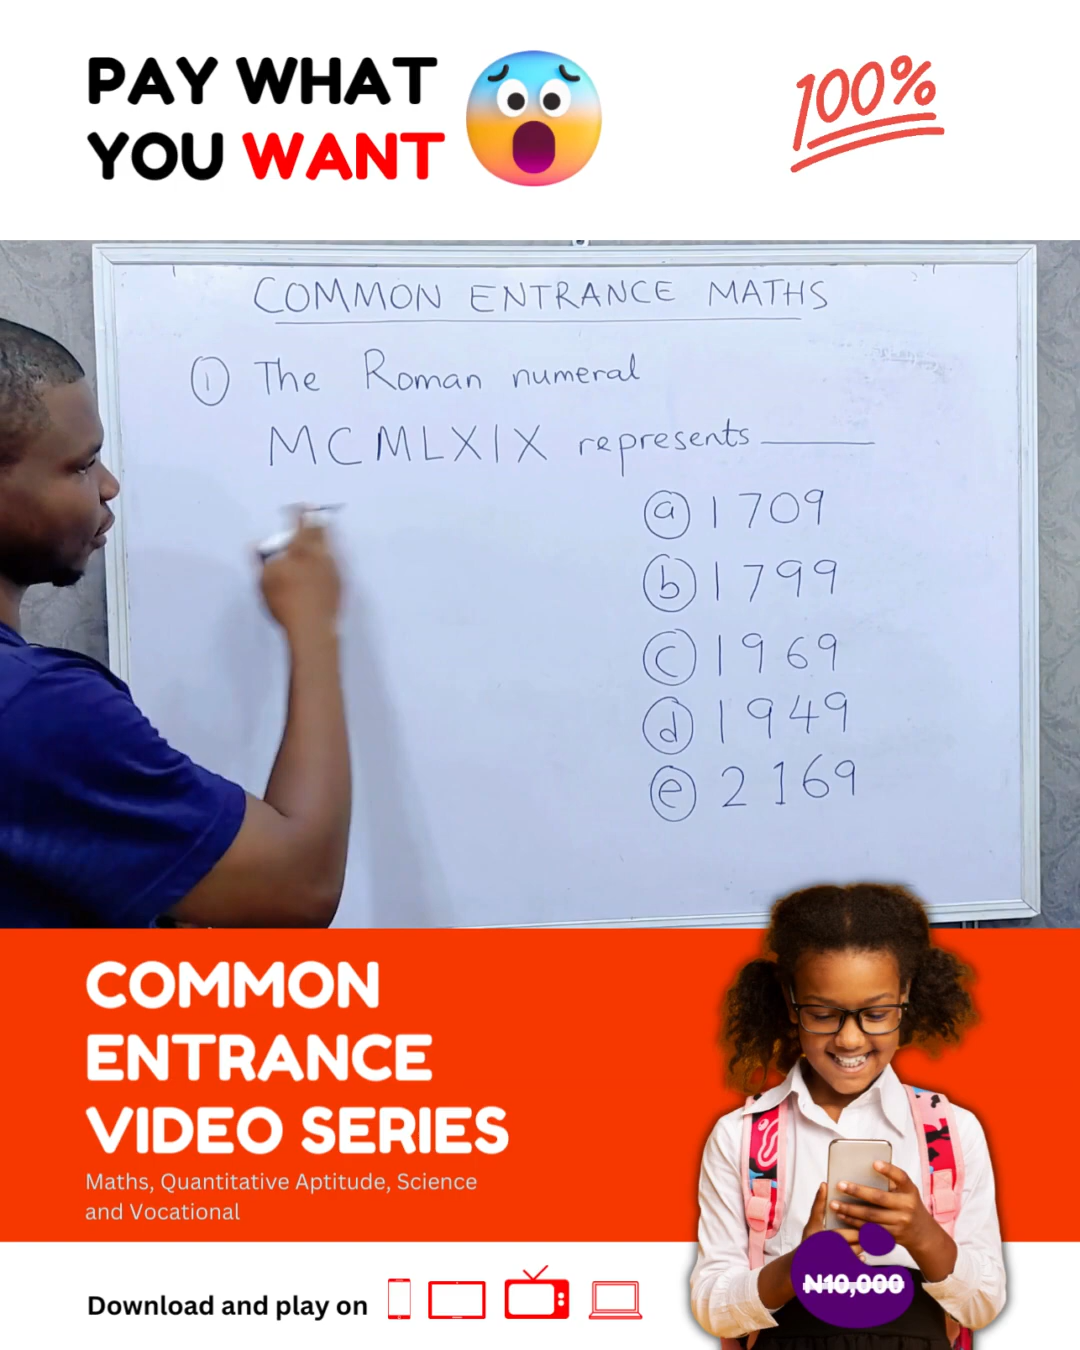 PAY WHAT
YOU WANT
100%
COMMON ENTRANCE MATHS
① The Roman numeral
MCMLXIX represents ______
ⓐ 1709
ⓑ 1799
ⓒ 1969
ⓓ 1949
ⓔ 2169
COMMON
ENTRANCE
VIDEO SERIES
Maths, Quantitative Aptitude, Science
and Vocational
Download and play on
₦10,000